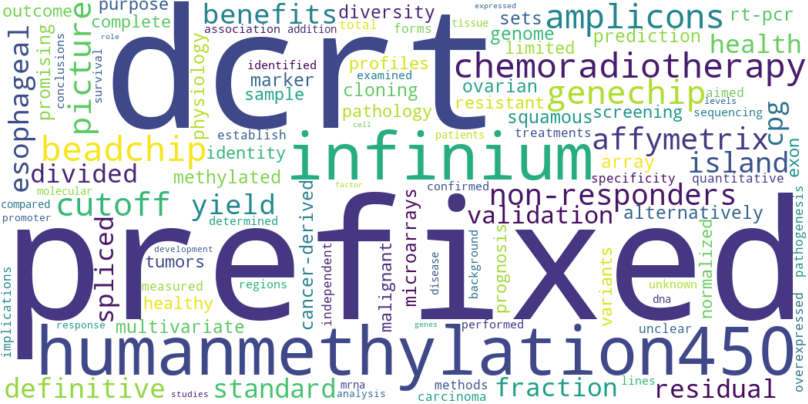 outcome purpose benefits diversity expressed amplicons rt-pcr
complete association addition total forms sets genome prediction
role dcrt tissue limited health
promising picture physiology identified profiles chemoradiotherapy
conclusions survival marker examined ovarian
esophageal sample cloning resistant genechip aimed levels
pathology squamous screening sequencing
beadchip establish cell treatments affymetrix cpg
identity infinium patients array island exon
divided methylated specificity quantitative
molecular factor confirmed non-responders
cutoff yield cancer-derived validation alternatively
compared promoter determined microarrays
prefixed
spliced development independent malignant disease background prognosis variants normalized pathogenesis
tumors
implications measured regions unknown
healthy dna
response multivariate genes performed unclear overexpressed
humanmethylation450
definitive standard mrna methods fraction lines residual
studies analysis carcinoma